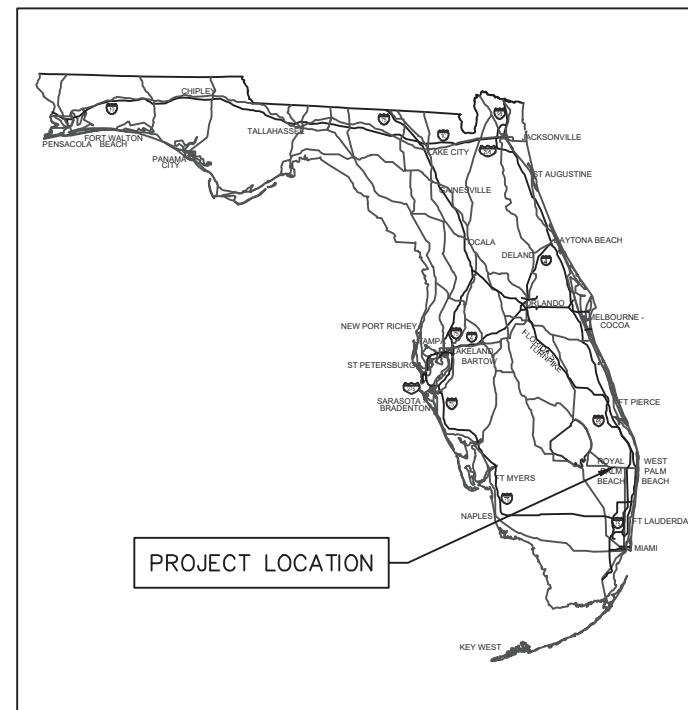 CHIPLEY
TALLAHASSEE
PENSACOLA
FORT WALTON
BEACH
PANAMA
CITY
JACKSONVILLE
LAKE CITY
ST AUGUSTINE
GAINESVILLE
OCALA
DAYTONA BEACH
DELAND
ORLANDO
NEW PORT RICHEY
TAMPA
LAKELAND
BARTOW
FLORIDA
TURNPIKE
MELBOURNE -
COCOA
ST PETERSBURG
SARASOTA
BRADENTON
FT PIERCE
ROYAL
PALM
BEACH
WEST
PALM
BEACH
FT MYERS
NAPLES
FT LAUDERDA
MIAMI
PROJECT LOCATION
KEY WEST